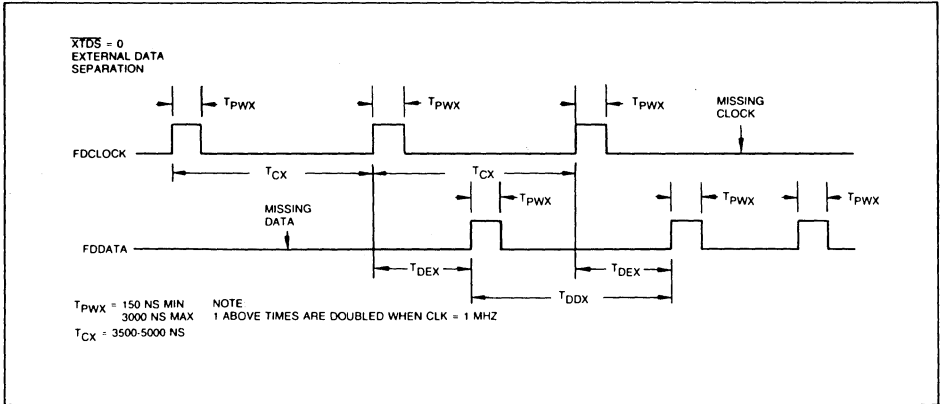 XTDS = 0
EXTERNAL DATA
SEPARATION
TPWX
TPWX
TPWX
MISSING
CLOCK
FDCLOCK
TCX
TCX
MISSING
DATA
TPWX
TPWX
TPWX
FDDATA
TDEX
TDEX
TDDX
TPWX = 150 NS MIN
3000 NS MAX
TCX = 3500-5000 NS
NOTE
1 ABOVE TIMES ARE DOUBLED WHEN CLK = 1 MHZ